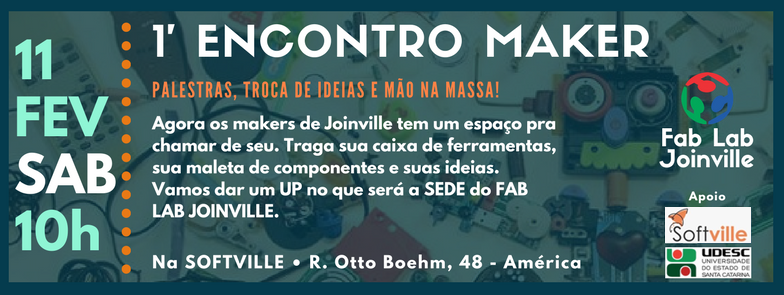 11
FEV
SAB
10h
1' ENCONTRO MAKER
PALESTRAS, TROCA DE IDEIAS E MÃO NA MASSA!
Agora os makers de Joinville tem um espaço pra
chamar de seu. Traga sua caixa de ferramentas,
sua maleta de componentes e suas ideias.
Vamos dar um UP no que será a SEDE do FAB
LAB JOINVILLE.
Na SOFTVILLE • R. Otto Boehm, 48 - América
Fab Lab
Joinville
Apoio
Softville
UDESC
UNIVERSIDADE
DO ESTADO DE
SANTA CATARINA